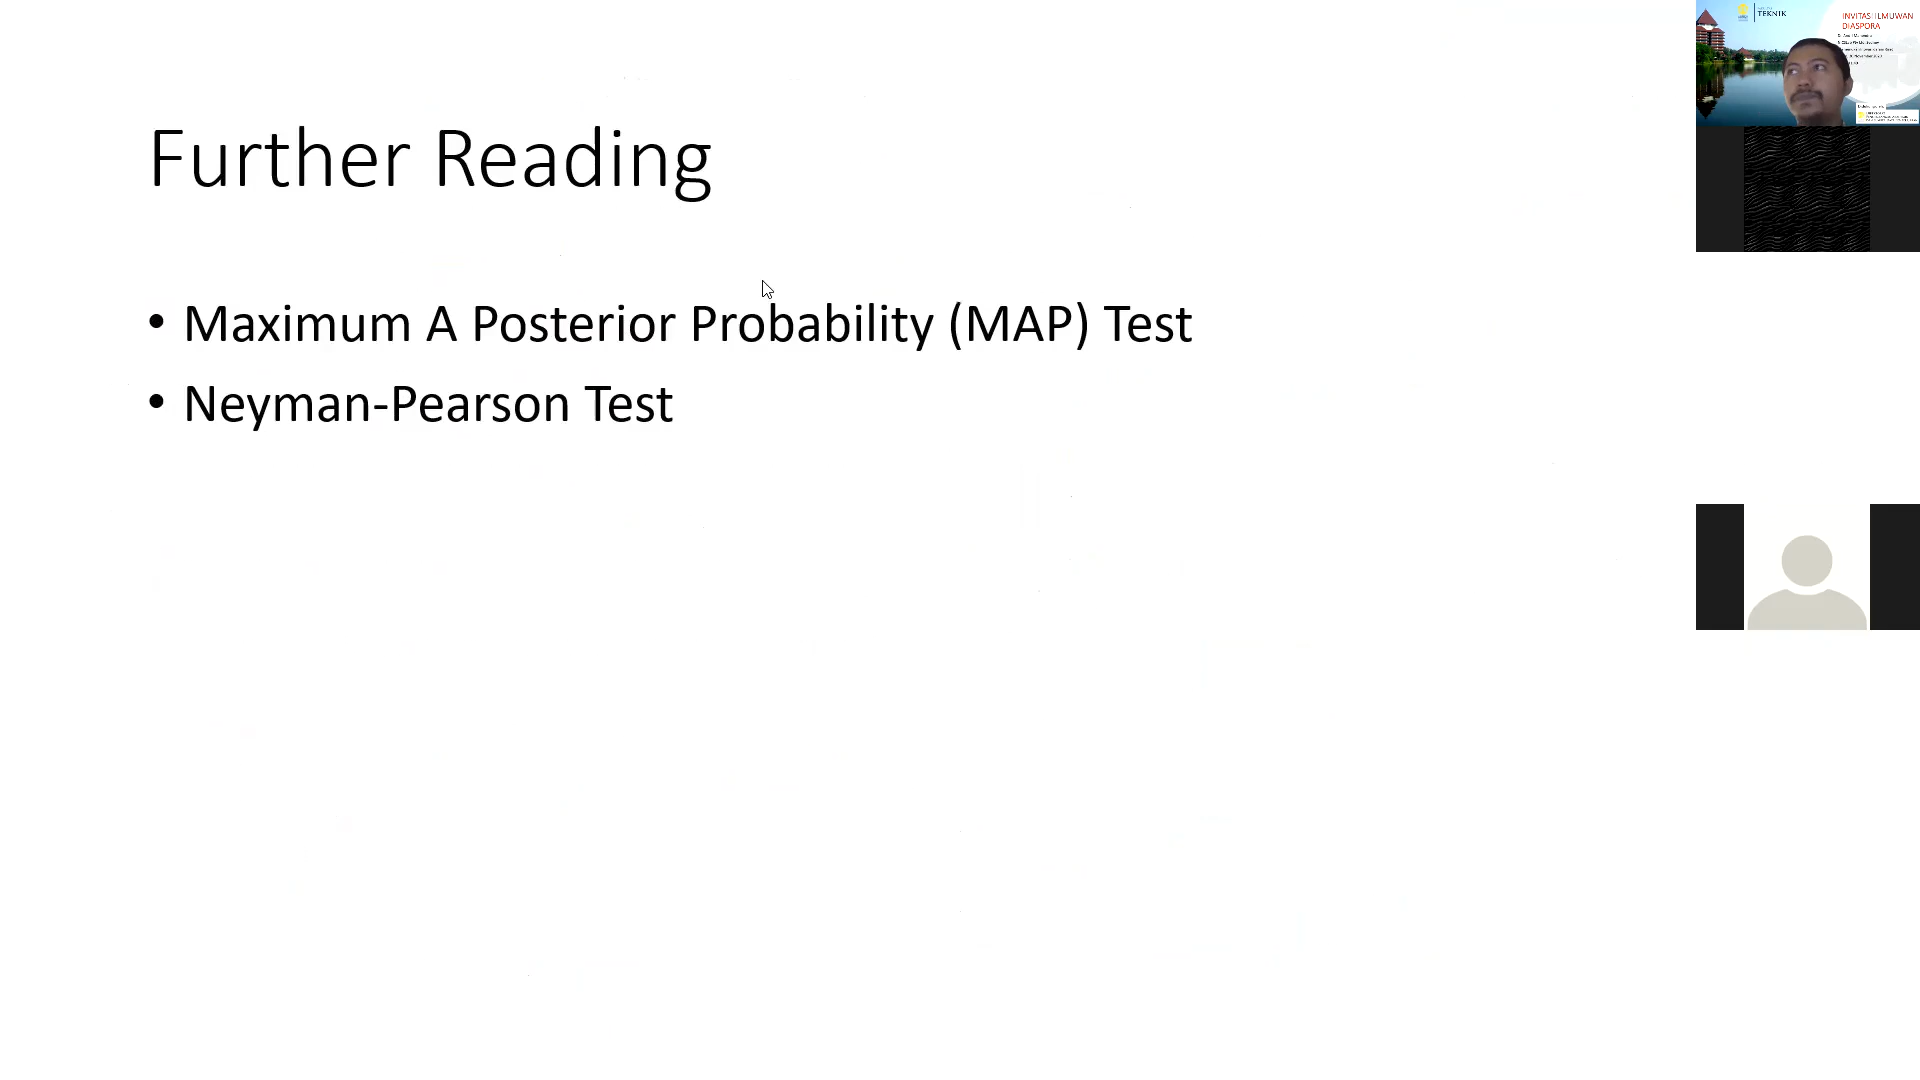 Further Reading
• Maximum A Posterior Probability (MAP) Test
• Neyman-Pearson Test
TEKNIK
INVITASI ILMUWAN
DIASPORA